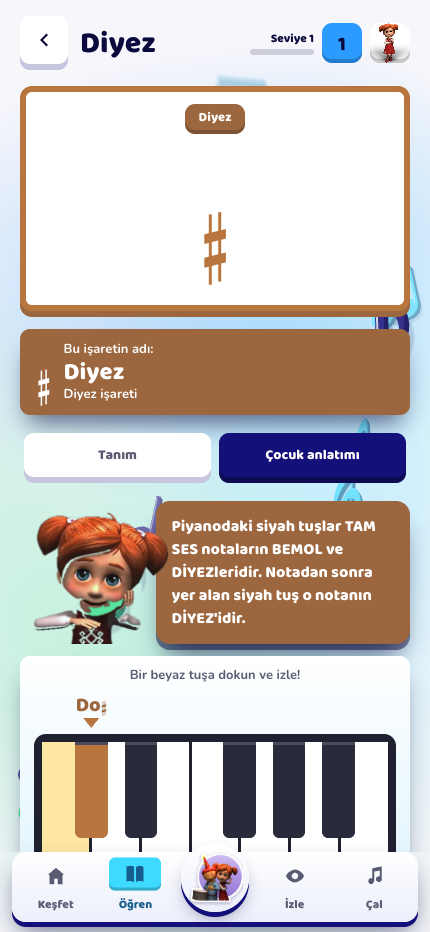 Diyez
Seviye 1
1
Diyez
♯
Bu işaretin adı:
♯ Diyez
Diyez işareti
Tanım
Çocuk anlatımı
Piyanodaki siyah tuşlar TAM
SES notaların BEMOL ve
DİYEZleridir. Notadan sonra
yer alan siyah tuş o notanın
DİYEZ'idir.
Bir beyaz tuşa dokun ve izle!
Do♯
Keşfet
Öğren
İzle
Çal